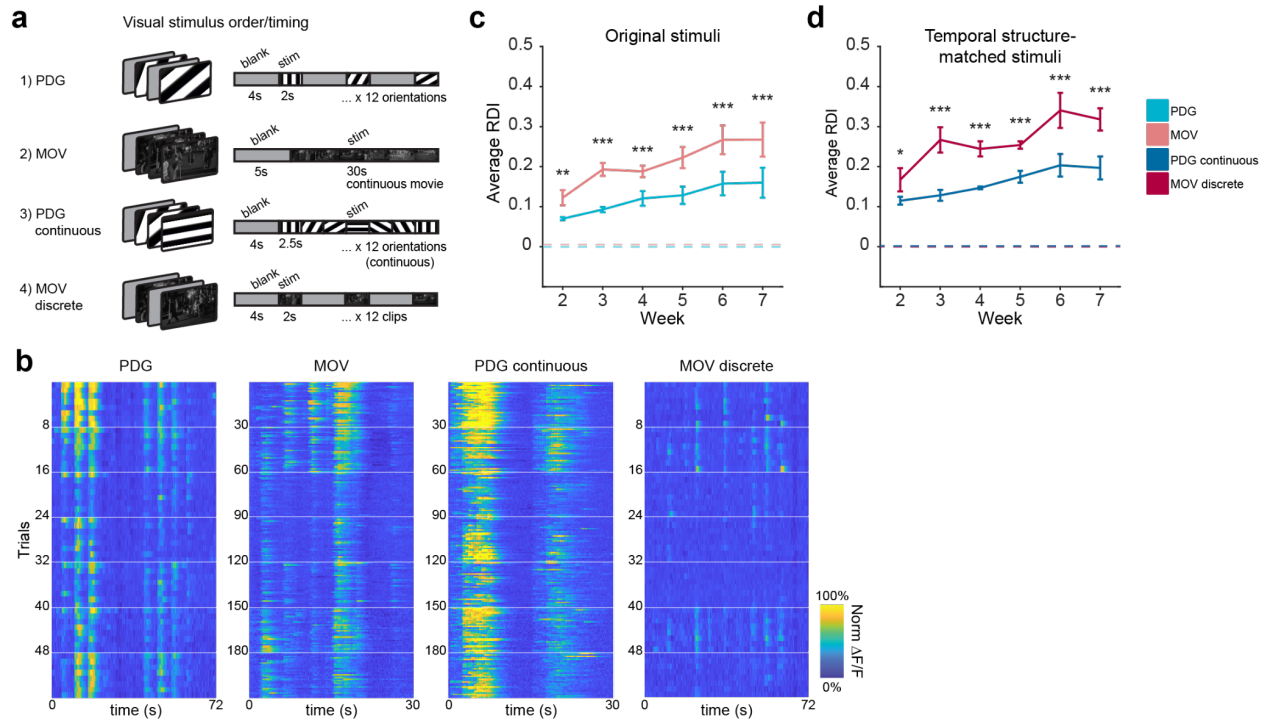 a
Visual stimulus order/timing
1) PDG
blank
stim
4s
2s
... x 12 orientations
2) MOV
blank
stim
5s
30s
continuous movie
3) PDG
continuous
blank
stim
4s
2.5s
... x 12 orientations
(continuous)
4) MOV
discrete
blank
stim
4s
2s
... x 12 clips
c
Original stimuli
0.5
0.4
0.3
0.2
0.1
0
Average RDI
**
***
***
***
***
***
2 3 4 5 6 7
Week
d
Temporal structure-
matched stimuli
0.5
0.4
0.3
0.2
0.1
0
Average RDI
*
***
***
***
***
***
2 3 4 5 6 7
Week
PDG
MOV
PDG continuous
MOV discrete
b
PDG
MOV
PDG continuous
MOV discrete
Trials
8
16
24
32
40
48
30
60
90
120
150
180
30
60
90
120
150
180
8
16
24
32
40
48
0 72
time (s)
0 30
time (s)
0 30
time (s)
0 72
time (s)
100%
0%
Norm ΔF/F